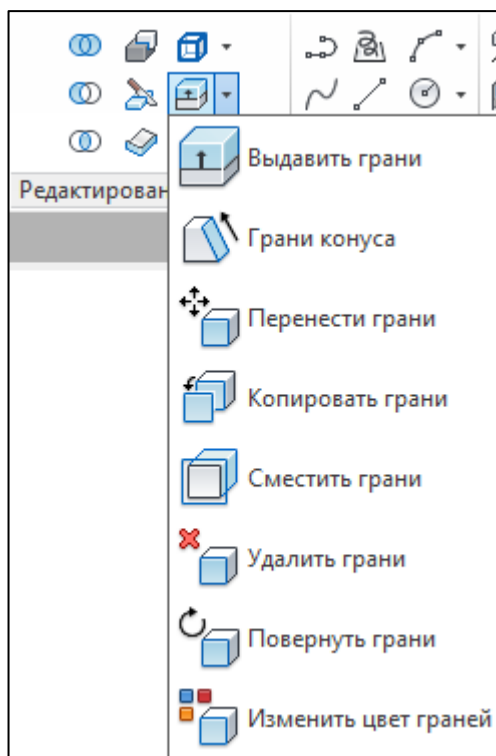 Выдавить грани
Редактирован
Грани конуса
Перенести грани
Копировать грани
Сместить грани
Удалить грани
Повернуть грани
Изменить цвет граней